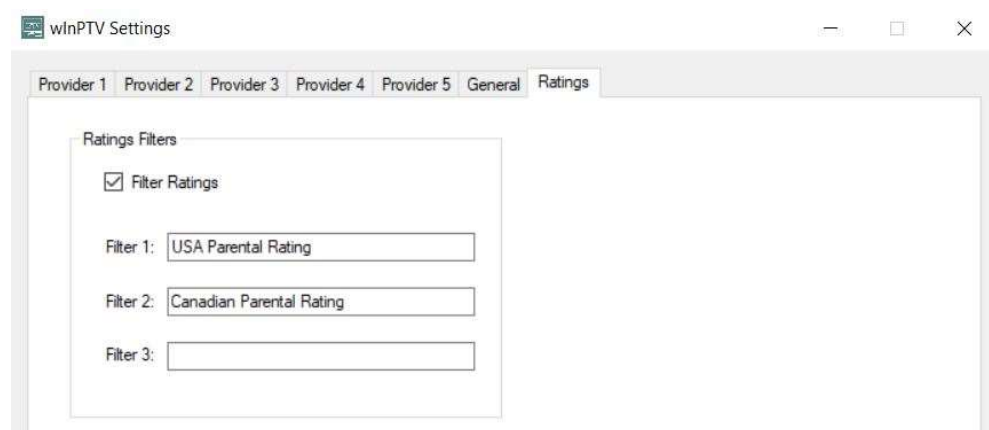 wInPTV Settings
Provider 1 Provider 2 Provider 3 Provider 4 Provider 5 General Ratings
Ratings Filters
Filter Ratings
Filter 1: USA Parental Rating
Filter 2: Canadian Parental Rating
Filter 3: